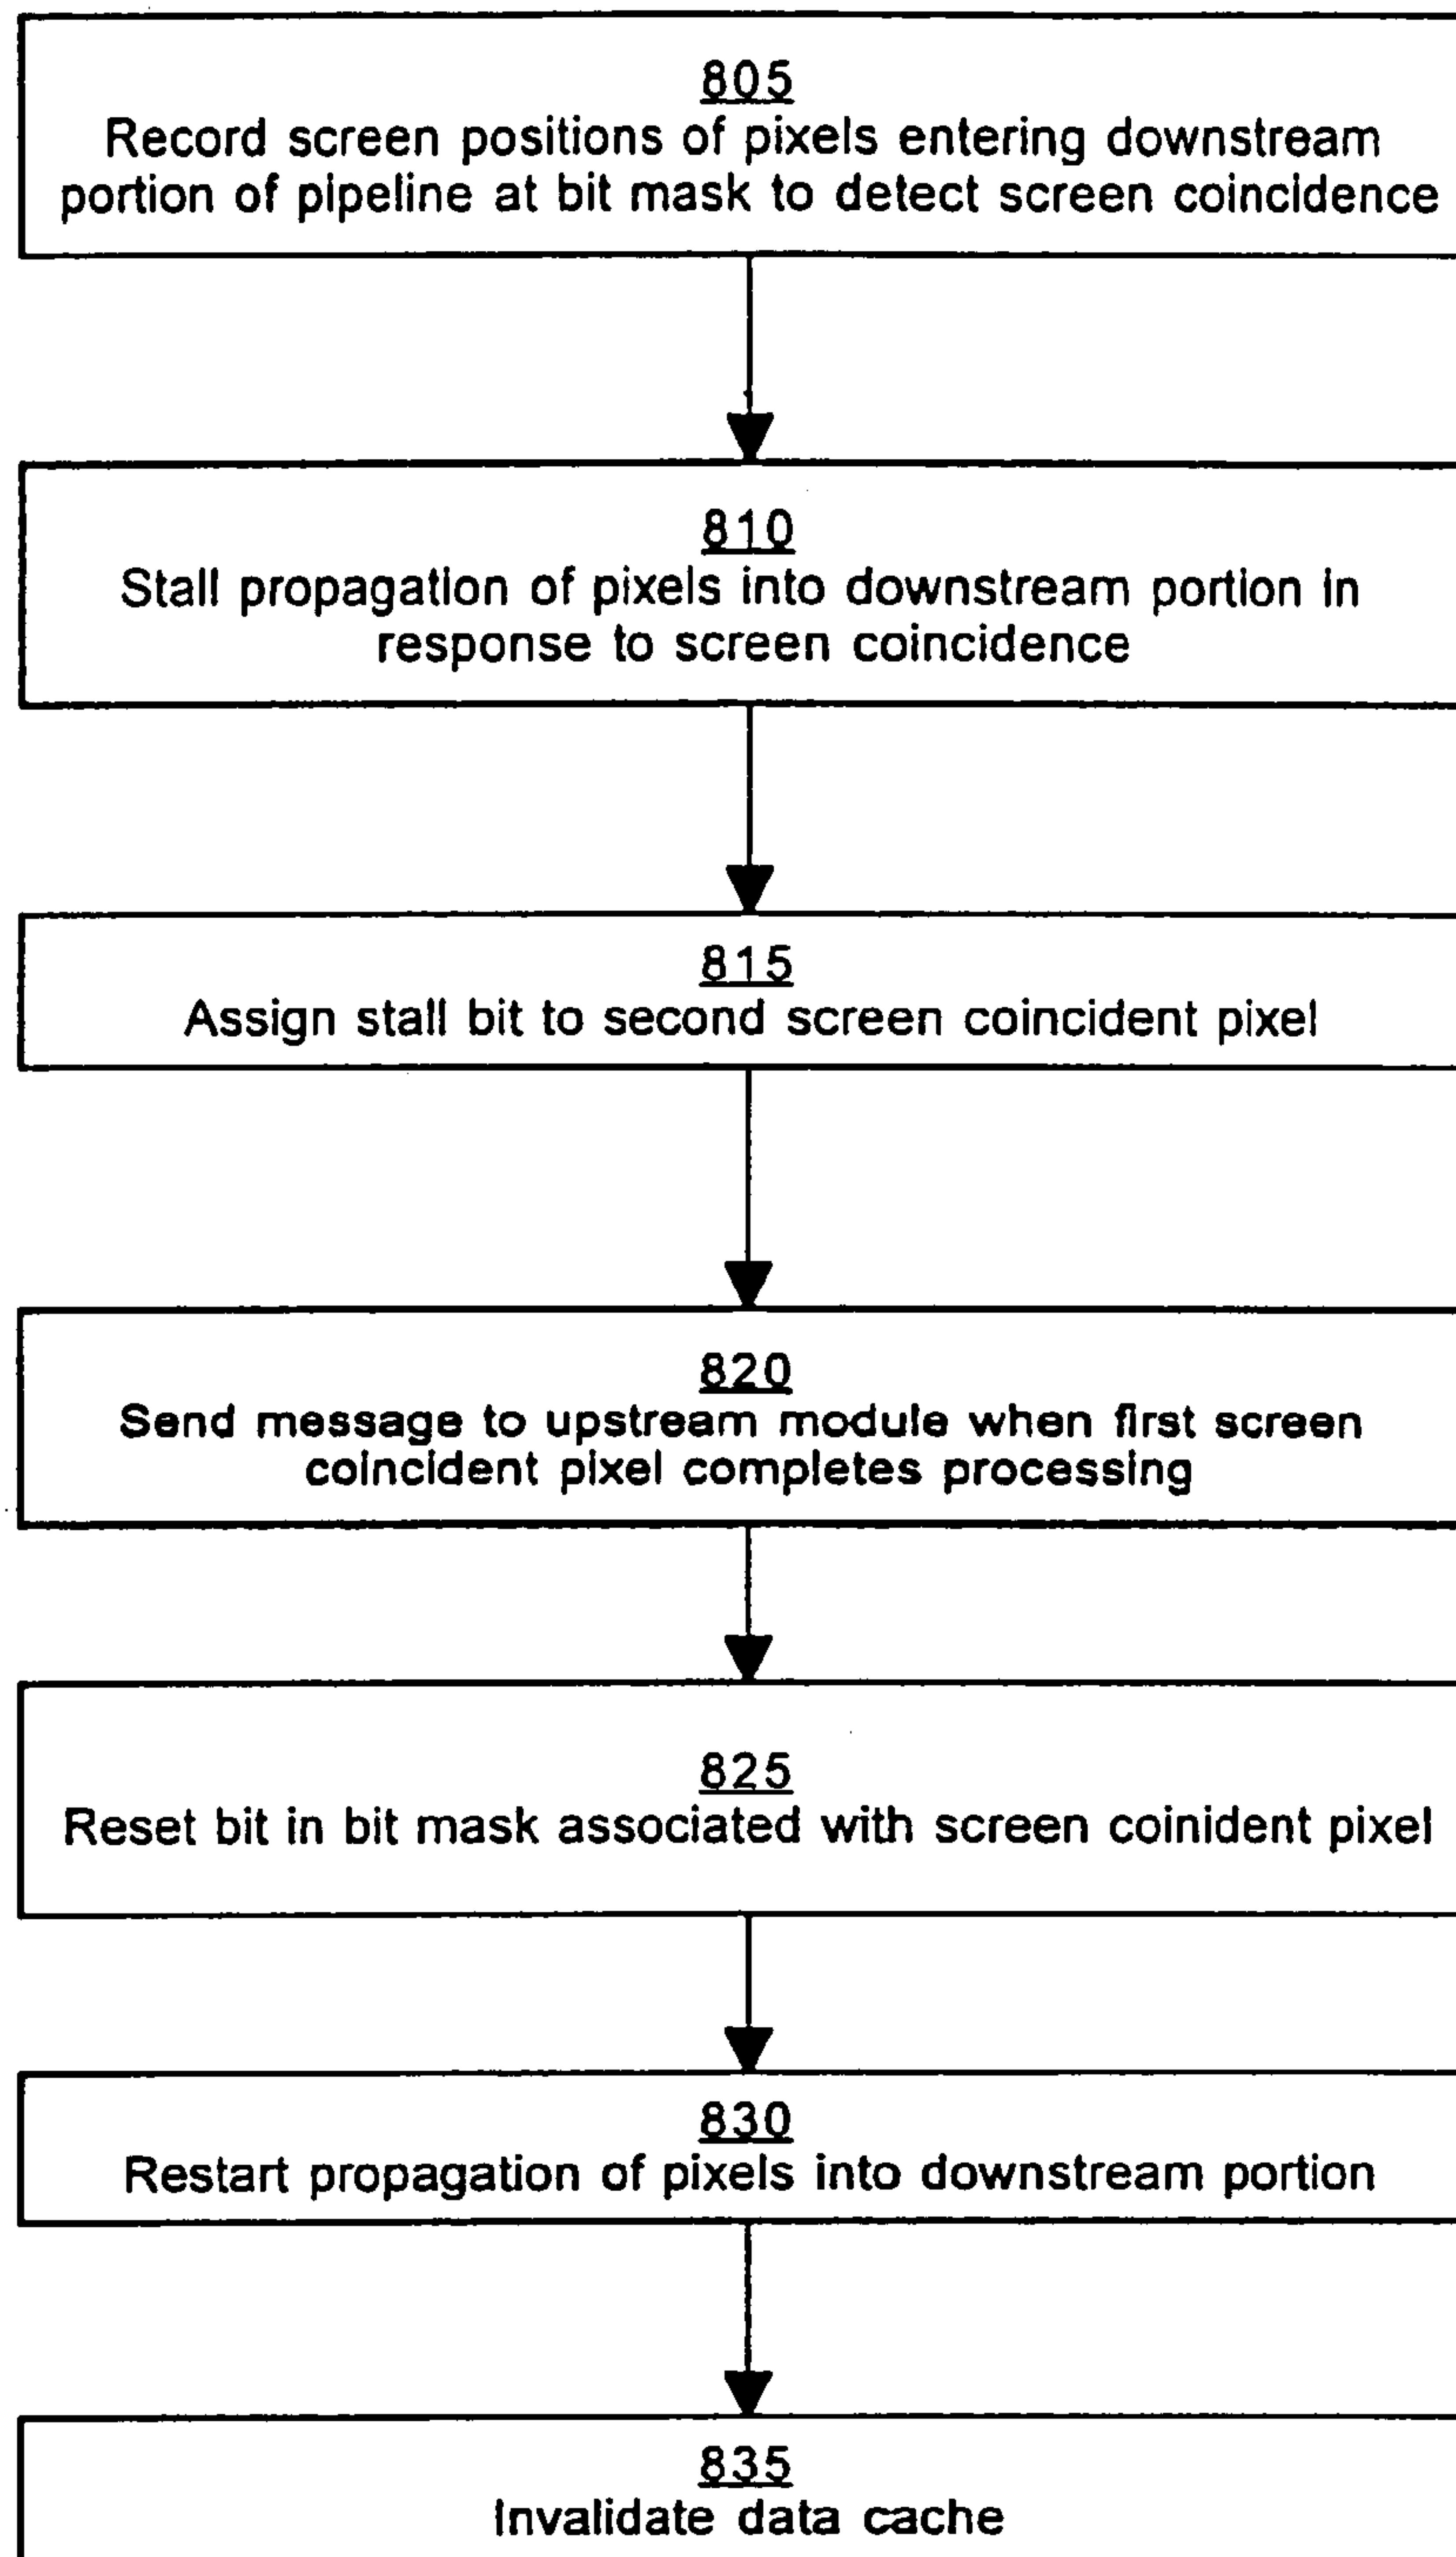 805
Record screen positions of pixels entering downstream
portion of pipeline at bit mask to detect screen coincidence
810
Stall propagation of pixels into downstream portion in
response to screen coincidence
815
Assign stall bit to second screen coincident pixel
820
Send message to upstream module when first screen
coincident pixel completes processing
825
Reset bit in bit mask associated with screen coinident pixel
830
Restart propagation of pixels into downstream portion
835
Invalidate data cache